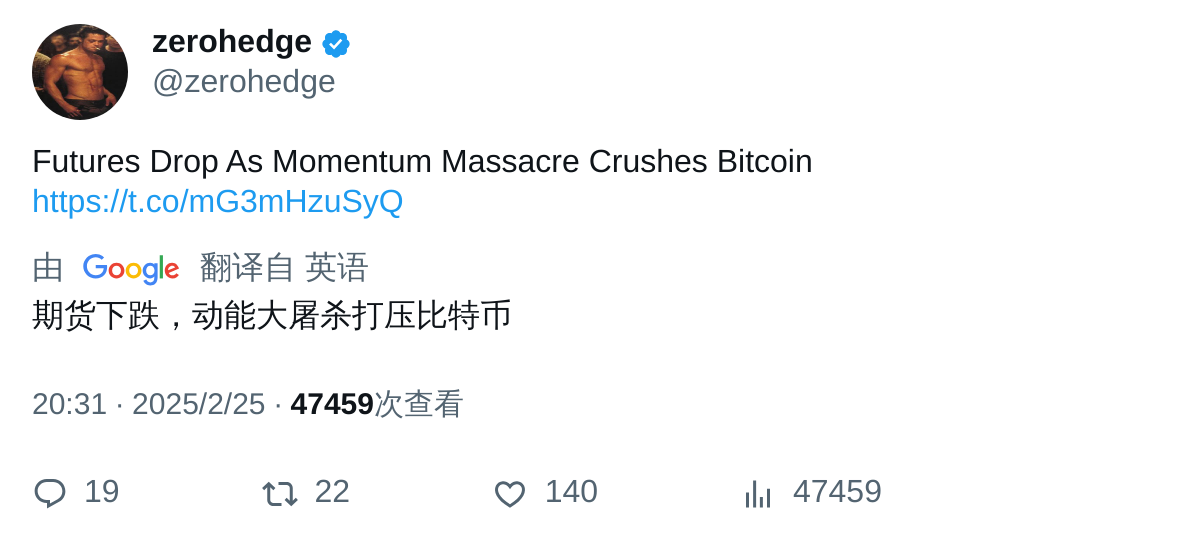 zerohedge
@zerohedge
Futures Drop As Momentum Massacre Crushes Bitcoin
https://t.co/mG3mHzuSyQ
由 Google 翻译自 英语
期货下跌，动能大屠杀打压比特币
20:31 · 2025/2/25 · 47459次查看
19 22 140 47459